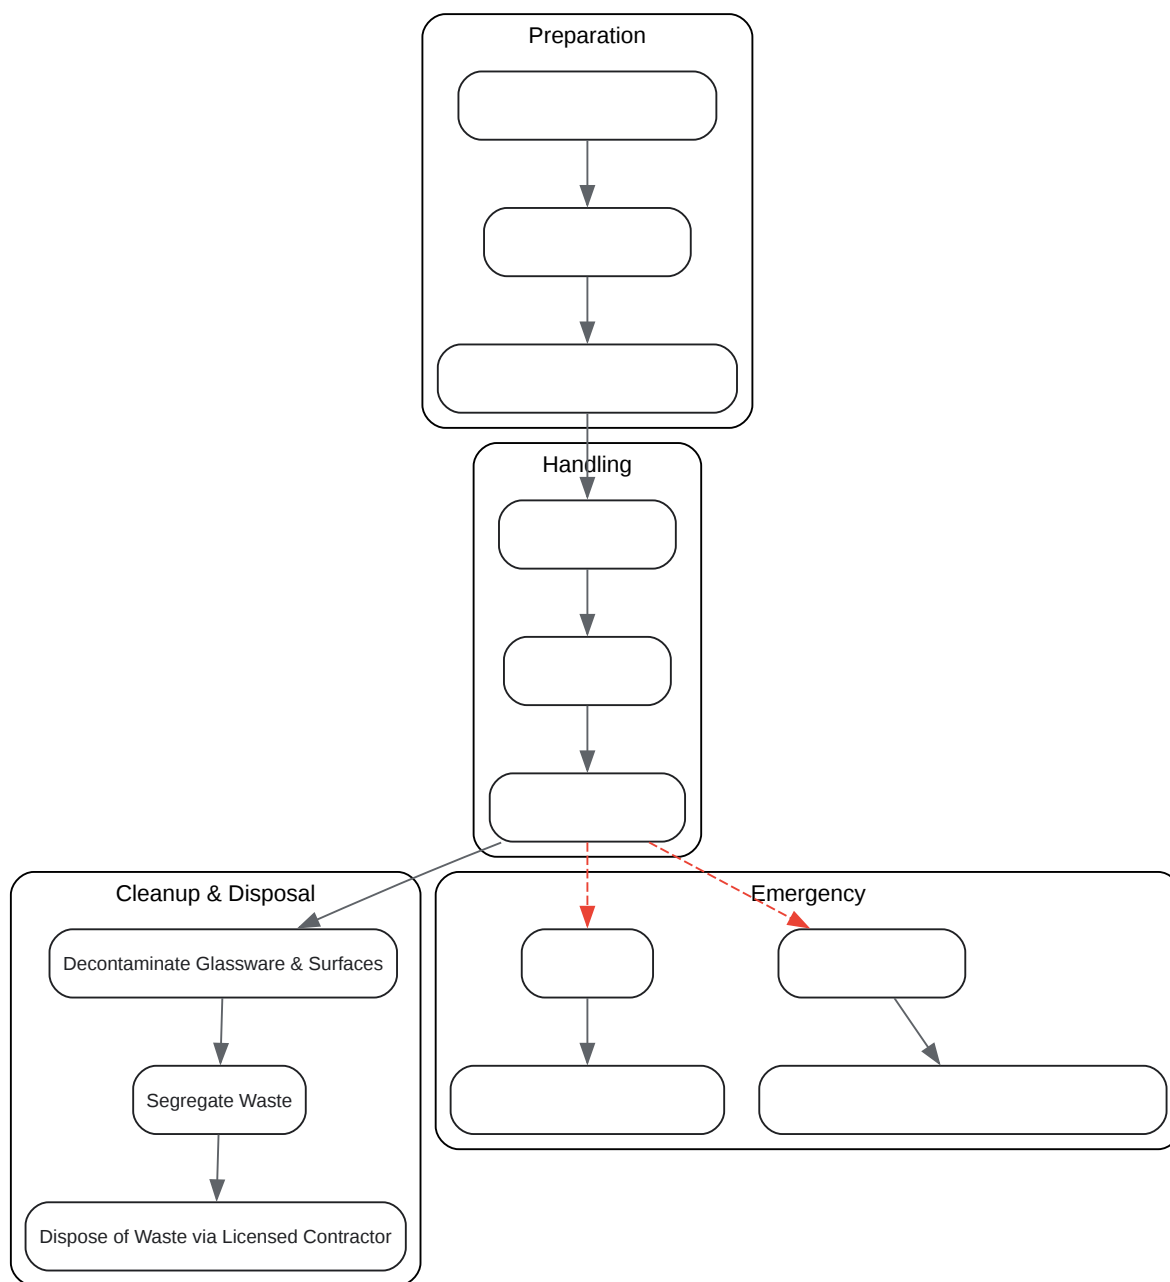 Preparation
Handling
Cleanup & Disposal
Emergency
Decontaminate Glassware & Surfaces
Segregate Waste
Dispose of Waste via Licensed Contractor